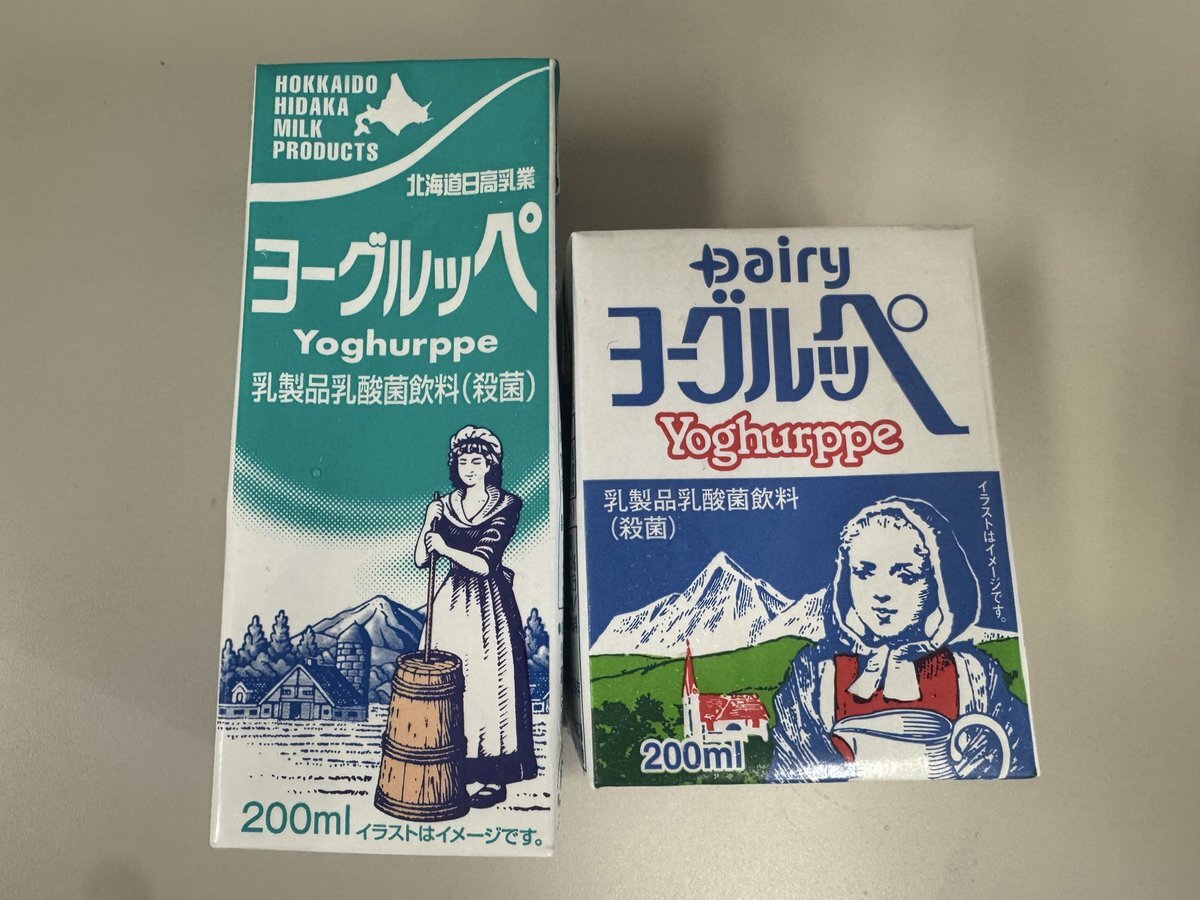 HOKKAIDO
HIDAKA
MILK
PRODUCTS
北海道日高乳業
ヨーグルッペ
Yoghurppe
乳製品乳酸菌飲料(殺菌)
200ml イラストはイメージです。
Dairy
ヨーグルッペ
Yoghurppe
乳製品乳酸菌飲料
(殺菌)
イラストはイメージです。
200ml